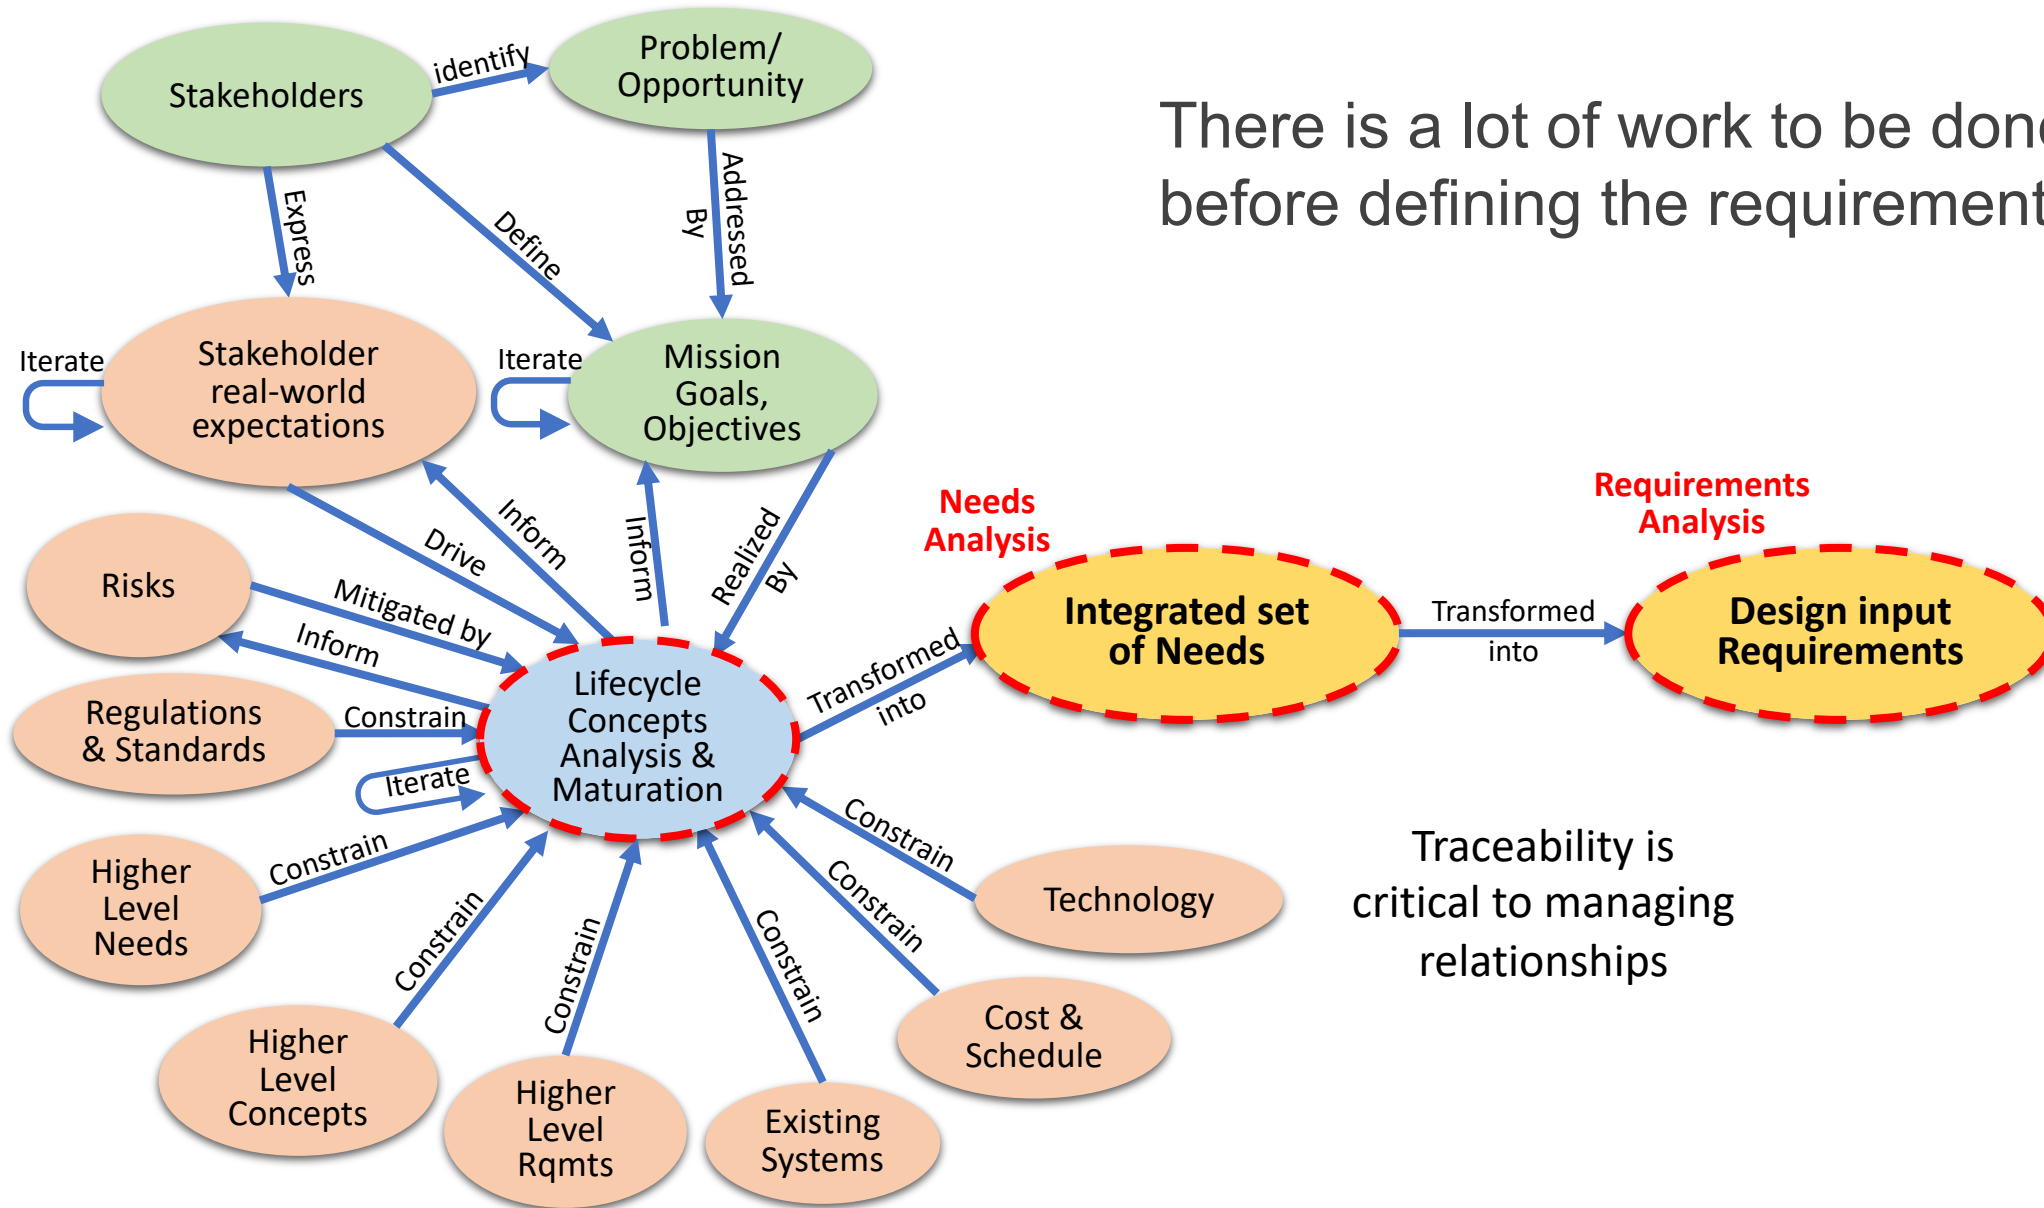 Stakeholders
identify
Problem/
Opportunity
There is a lot of work to be done
before defining the requirement
Express
Define
Addressed
By
Iterate
Stakeholder
real-world
expectations
Iterate
Mission
Goals,
Objectives
Drive
Inform
Inform
Realized
By
Needs
Analysis
Requirements
Analysis
Risks
Mitigated by
Inform
Integrated set
of Needs
Transformed
into
Design input
Requirements
Regulations
& Standards
Constrain
Iterate
Lifecycle
Concepts
Analysis &
Maturation
Transformed
into
Higher
Level
Needs
Constrain
Constrain
Technology
Traceability is
critical to managing
relationships
Higher
Level
Concepts
Constrain
Higher
Level
Rqmts
Constrain
Existing
Systems
Constrain
Cost &
Schedule
Constrain